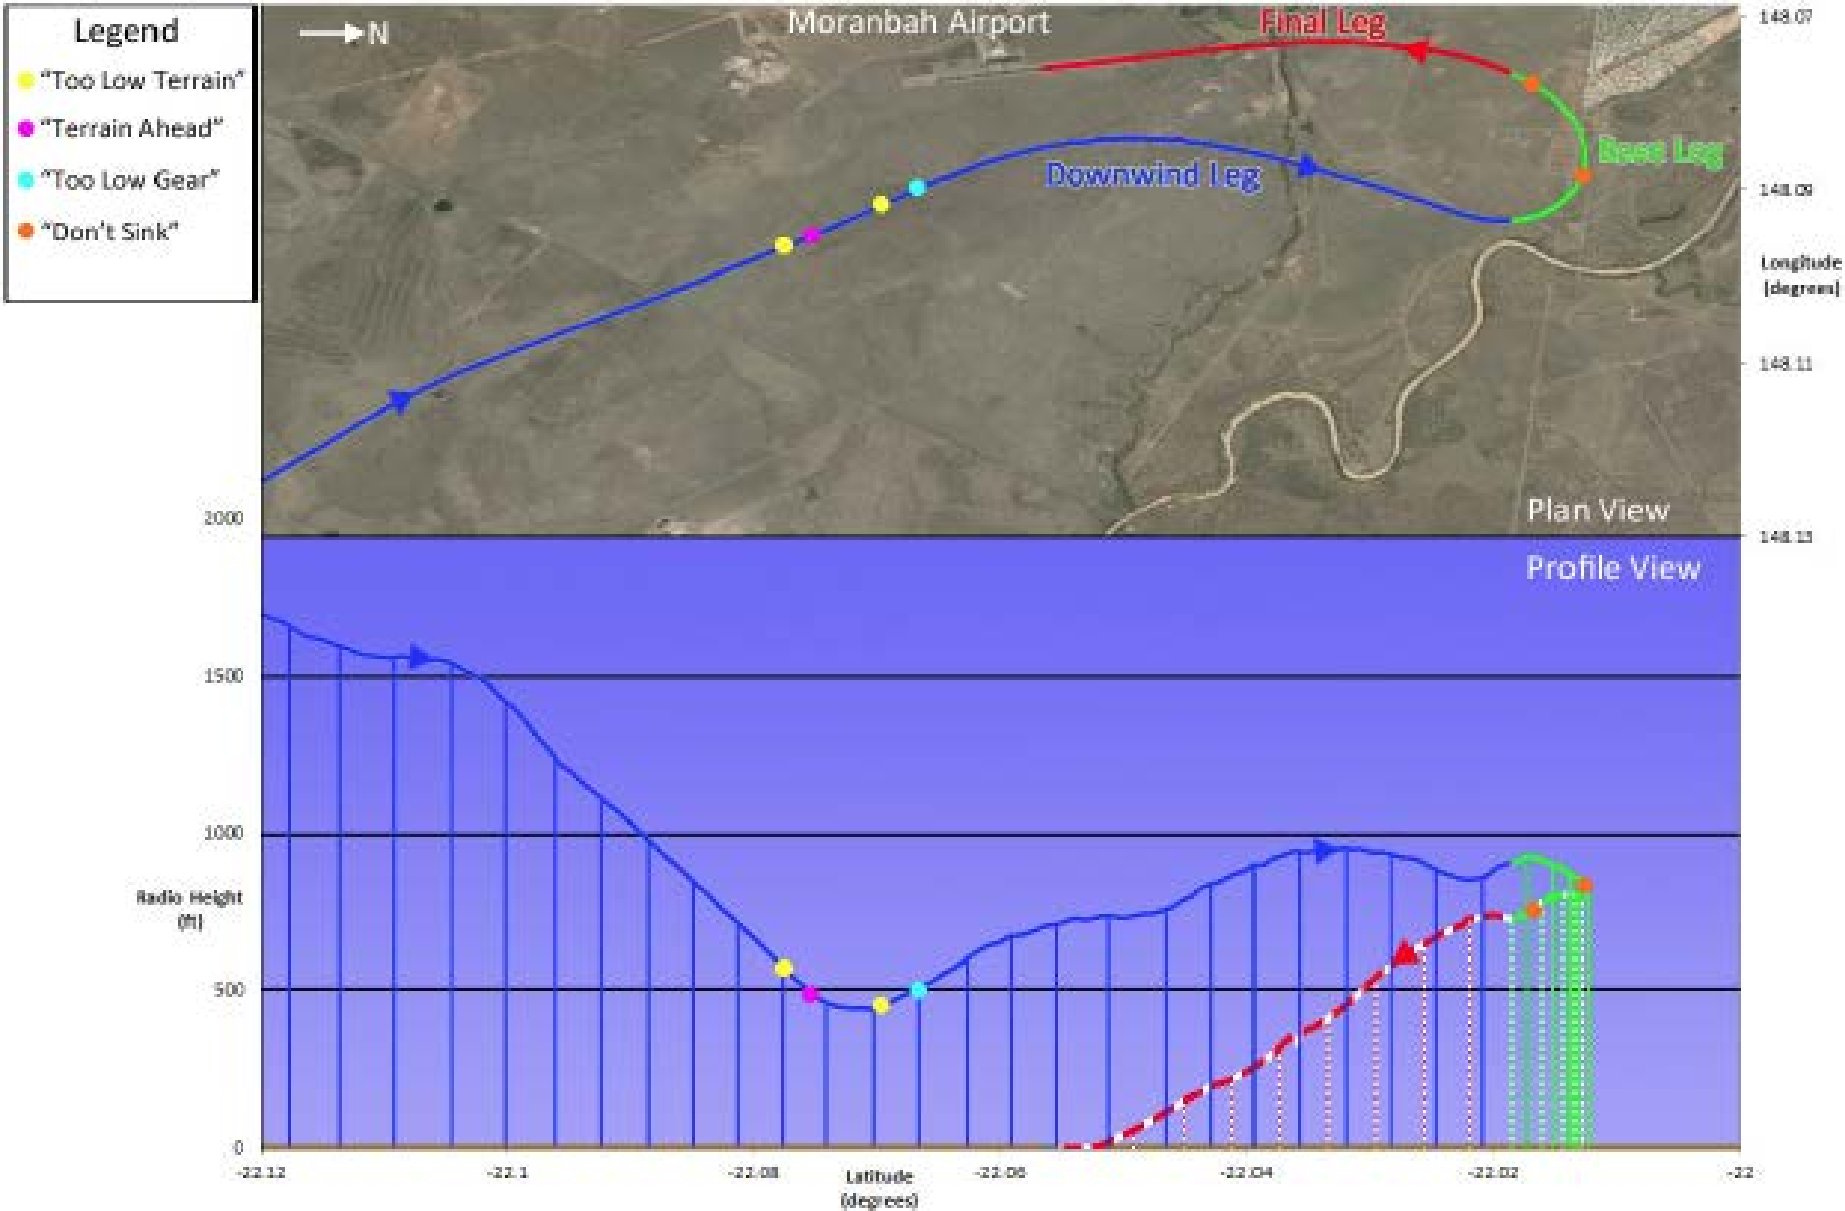 Legend
"Too Low Terrain"
"Terrain Ahead"
"Too Low Gear"
"Don't Sink"
N
Moranbah Airport
Final Leg
Base Leg
Downwind Leg
148.07
148.09
Longitude
(degrees)
148.11
148.13
Plan View
Profile View
2000
1500
1000
Radio Height
(ft)
500
0
-22.12
-22.1
-22.08
-22.06
-22.04
-22.02
-22
Latitude
(degrees)